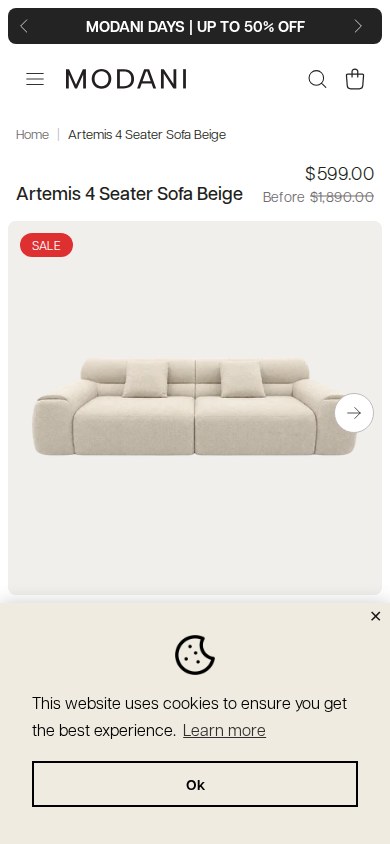 MODANI DAYS | UP TO 50% OFF
MODANI
Home | Artemis 4 Seater Sofa Beige
Artemis 4 Seater Sofa Beige
$599.00
Before $1,890.00
SALE
This website uses cookies to ensure you get
the best experience. Learn more
Ok